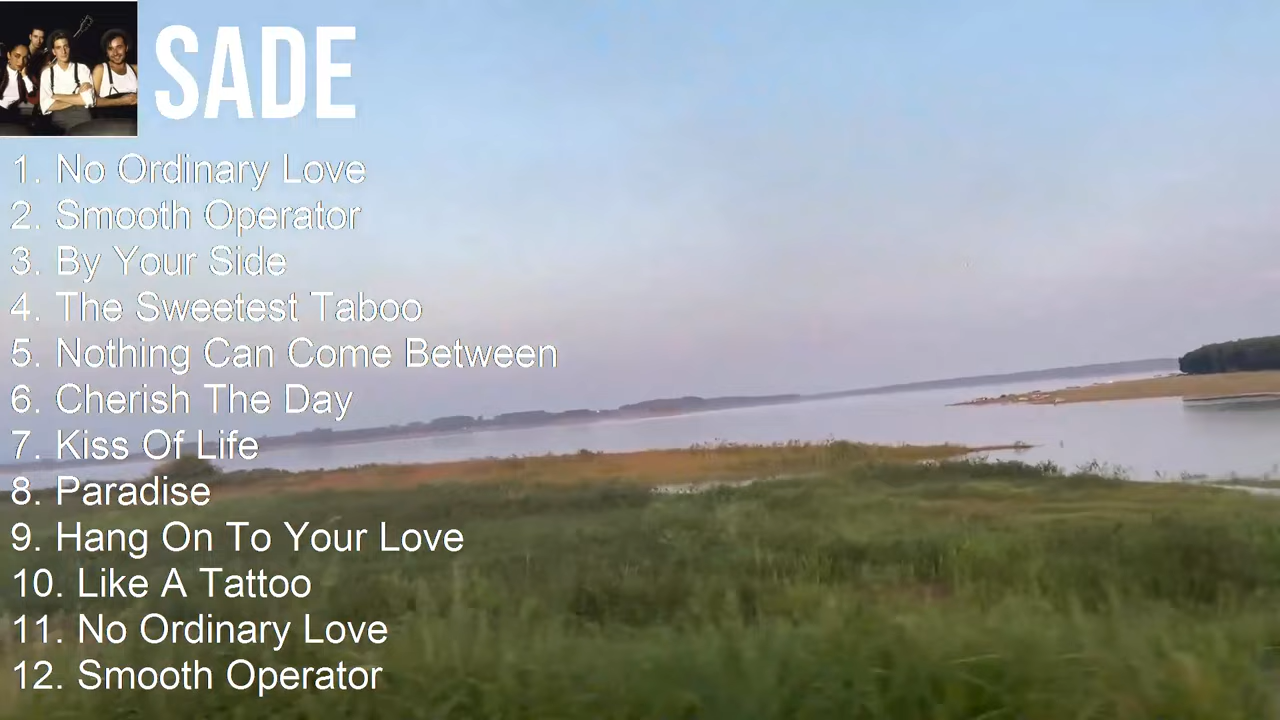 SADE
1. No Ordinary Love
2. Smooth Operator
3. By Your Side
4. The Sweetest Taboo
5. Nothing Can Come Between
6. Cherish The Day
7. Kiss Of Life
8. Paradise
9. Hang On To Your Love
10. Like A Tattoo
11. No Ordinary Love
12. Smooth Operator